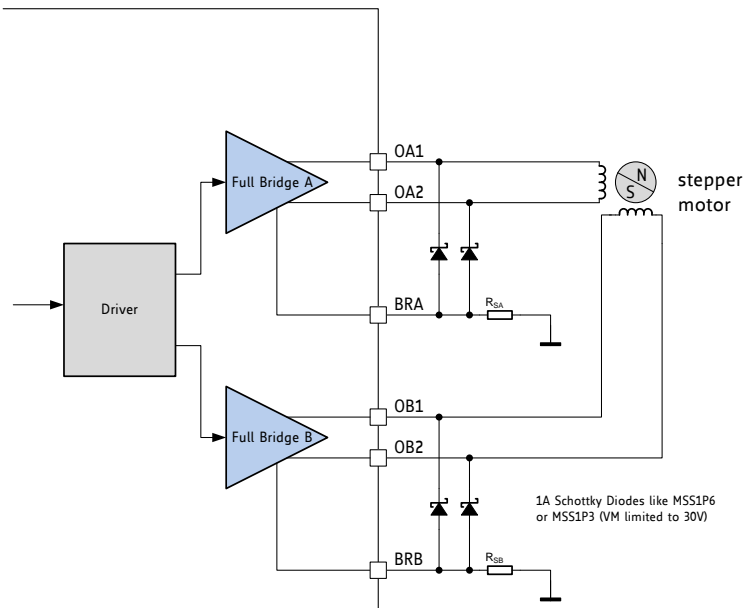 OA1
Full Bridge A
OA2
N
S
stepper
motor
Driver
BRA
RSA
OB1
Full Bridge B
OB2
1A Schottky Diodes like MSS1P6
or MSS1P3 (VM limited to 30V)
BRB
RSB